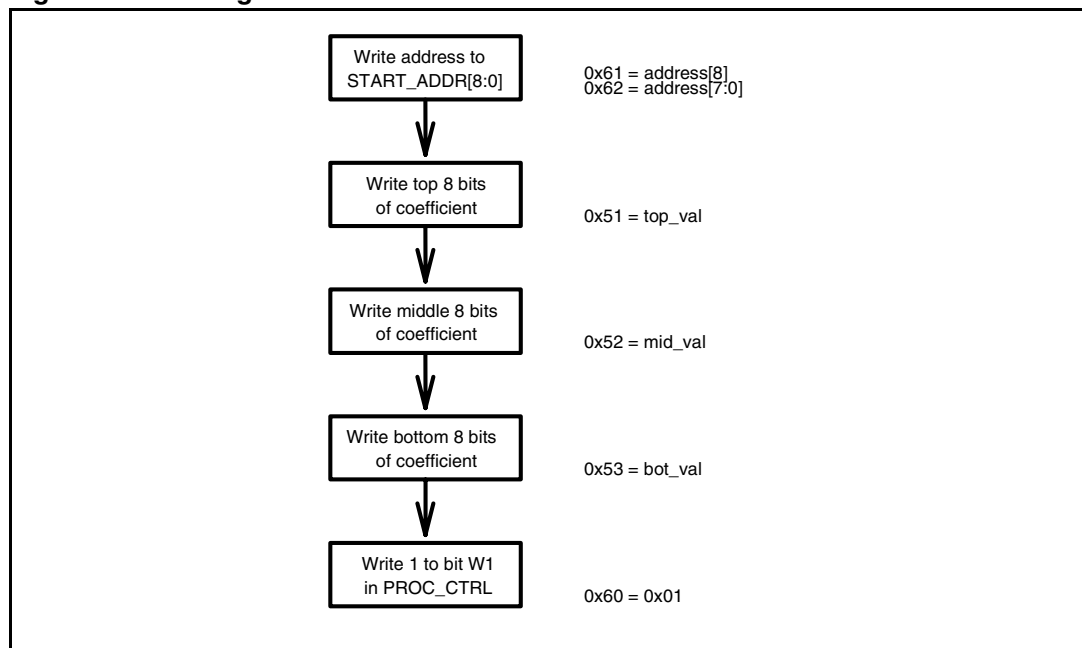 Write address to
START_ADDR[8:0]
0x61 = address[8]
0x62 = address[7:0]
Write top 8 bits
of coefficient
0x51 = top_val
Write middle 8 bits
of coefficient
0x52 = mid_val
Write bottom 8 bits
of coefficient
0x53 = bot_val
Write 1 to bit W1
in PROC_CTRL
0x60 = 0x01